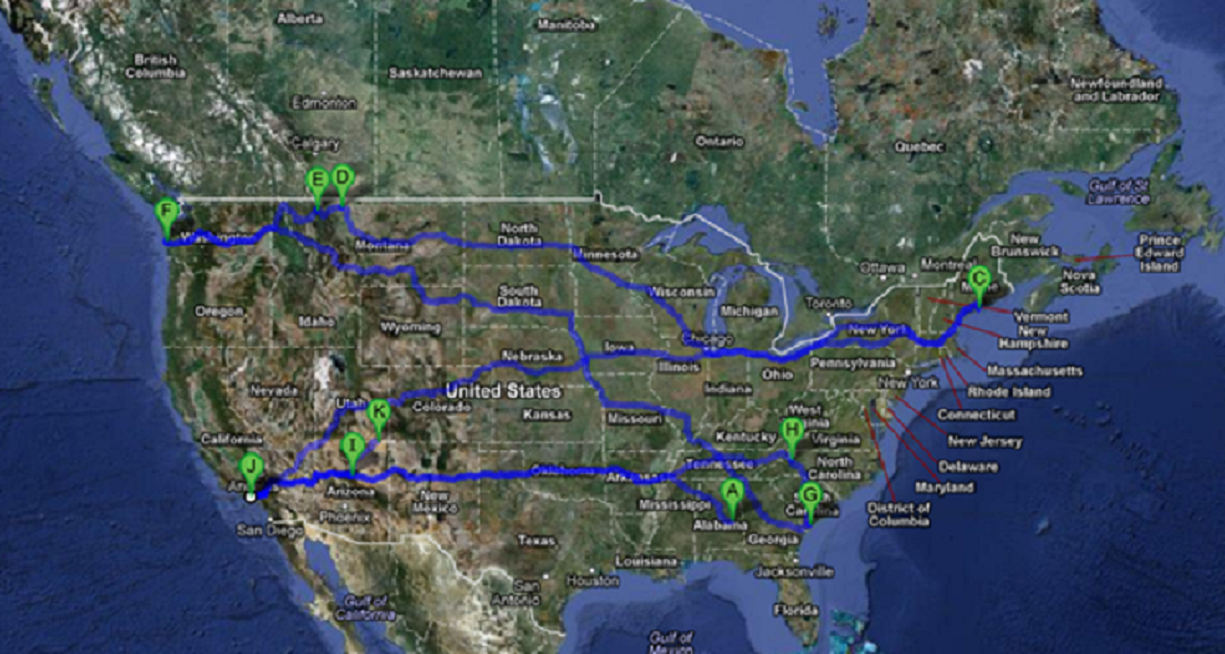 Alberta
Manitoba
British
Columbia
Saskatchewan
Newfoundland
and Labrador
Edmonton
Calgary
Ontario
Quebec
E
D
Gulf of St
Lawrence
F
Washington
Montana
North
Dakota
Minnesota
Ottawa
Montreal
New
Brunswick
Prince
Edward
Island
C
Nova
Scotia
Oregon
Idaho
Wyoming
South
Dakota
Wisconsin
Michigan
Toronto
Vermont
New
Hampshire
Chicago
New York
Massachusetts
Nevada
Utah
Nebraska
Iowa
Illinois
Ohio
Pennsylvania
New York
Rhode Island
United States
Colorado
Indiana
Connecticut
K
Kansas
Missouri
West
Virginia
California
I
Kentucky
H
Virginia
New Jersey
J
Oklahoma
Tennessee
North
Carolina
Delaware
Maryland
Arizona
New
Mexico
Arkansas
Mississippi
A
G
South
Carolina
District of
Columbia
San Diego
Phoenix
Texas
Alabama
Georgia
Louisiana
Jacksonville
San
Antonio
Houston
Gulf of
California
Florida
Gulf of
Mexico